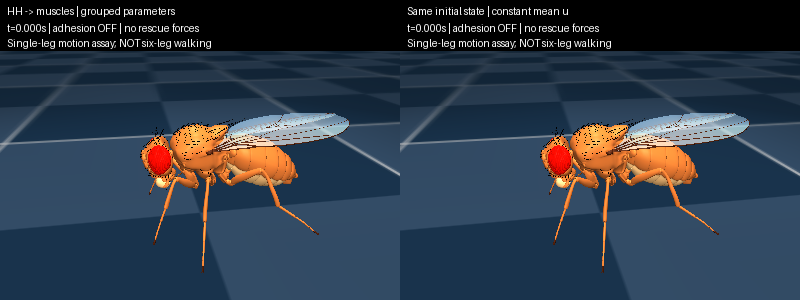 HH -> muscles | grouped parameters
t=0.000s | adhesion OFF | no rescue forces
Single-leg motion assay; NOT six-leg walking
Same initial state | constant mean u
t=0.000s | adhesion OFF | no rescue forces
Single-leg motion assay; NOT six-leg walking